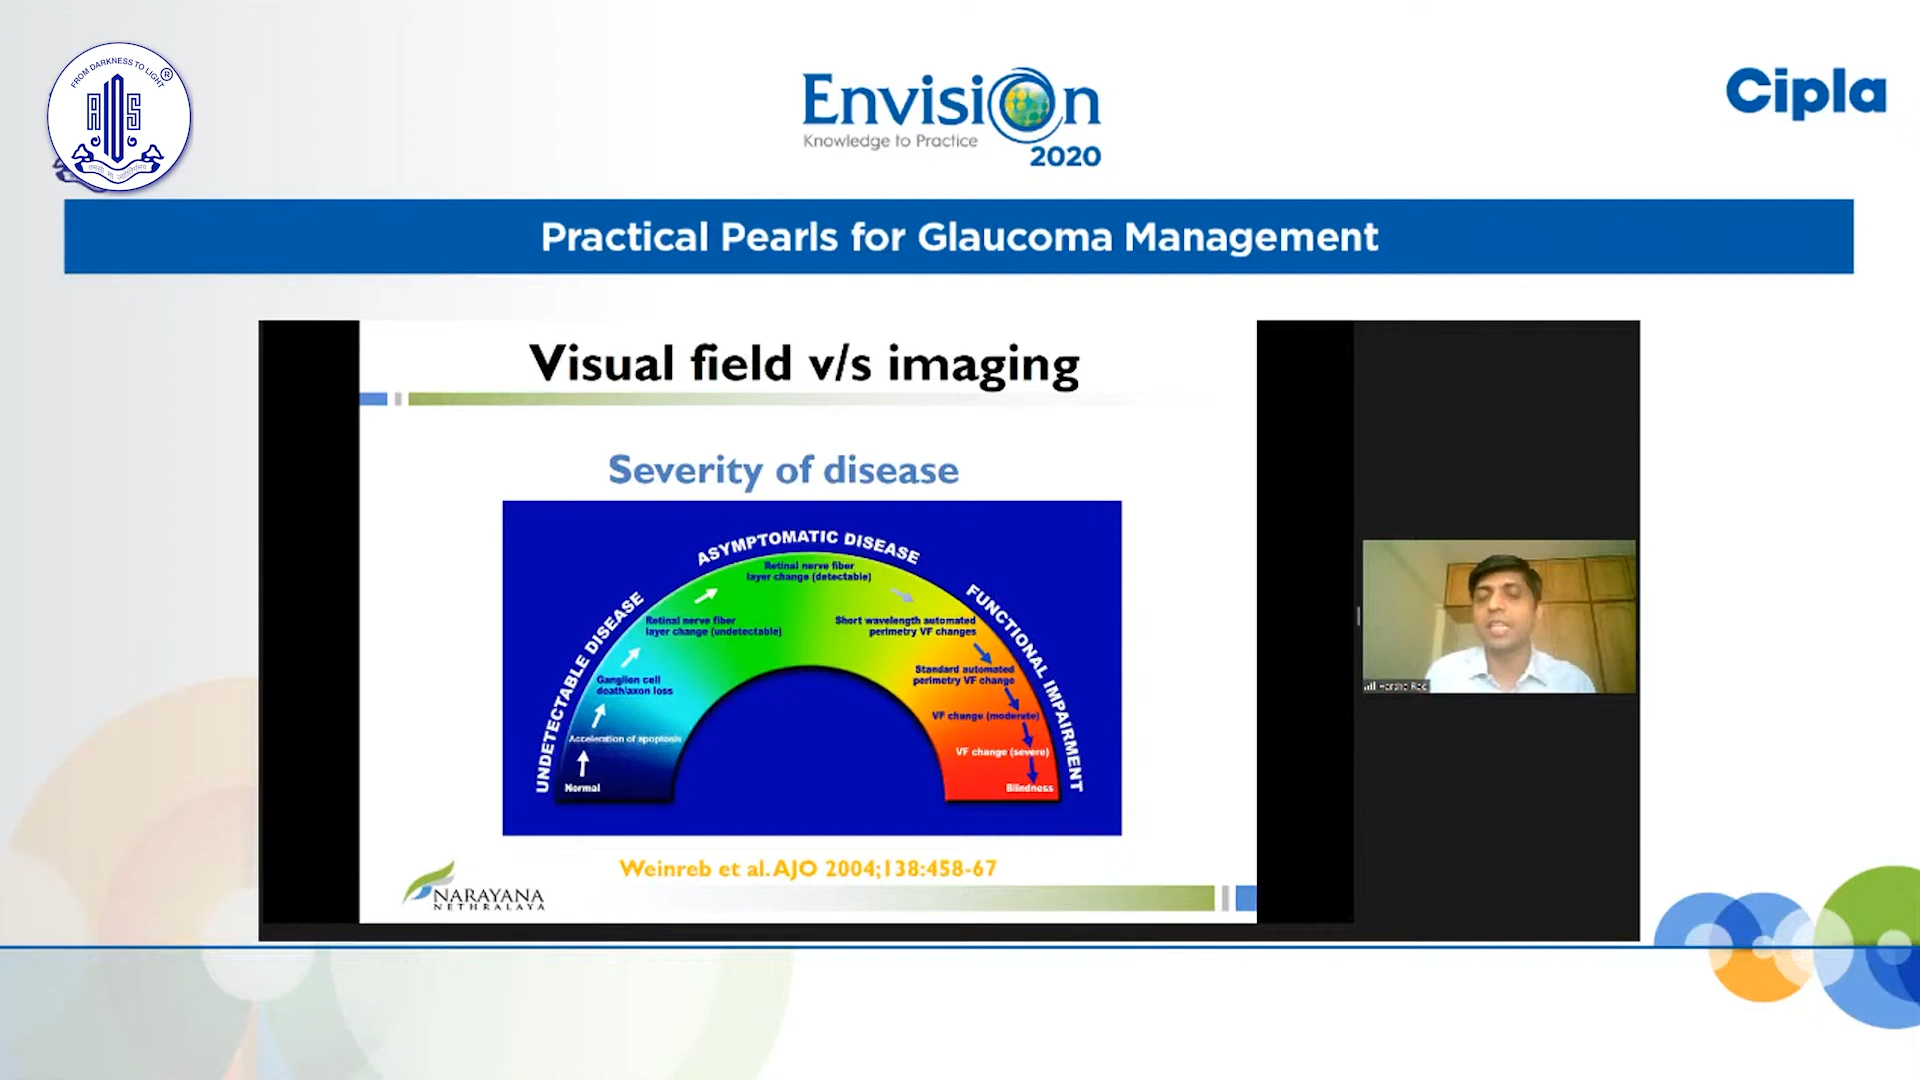 FROM DARKNESS TO LIGHT ®
AIOS
Envision
Knowledge to Practice
2020
Cipla
Practical Pearls for Glaucoma Management
Visual field v/s imaging
Severity of disease
UNDETECTABLE DISEASE
ASYMPTOMATIC DISEASE
FUNCTIONAL IMPAIRMENT
Normal
Acceleration of apoptosis
Ganglion cell
death/axon loss
Retinal nerve fiber
layer change (undetectable)
Retinal nerve fiber
layer change (detectable)
Short wavelength automated
perimetry VF changes
Standard automated
perimetry VF change
VF change (moderate)
VF change (severe)
Blindness
Weinreb et al. AJO 2004;138:458-67
NARAYANA
NETHRALAYA